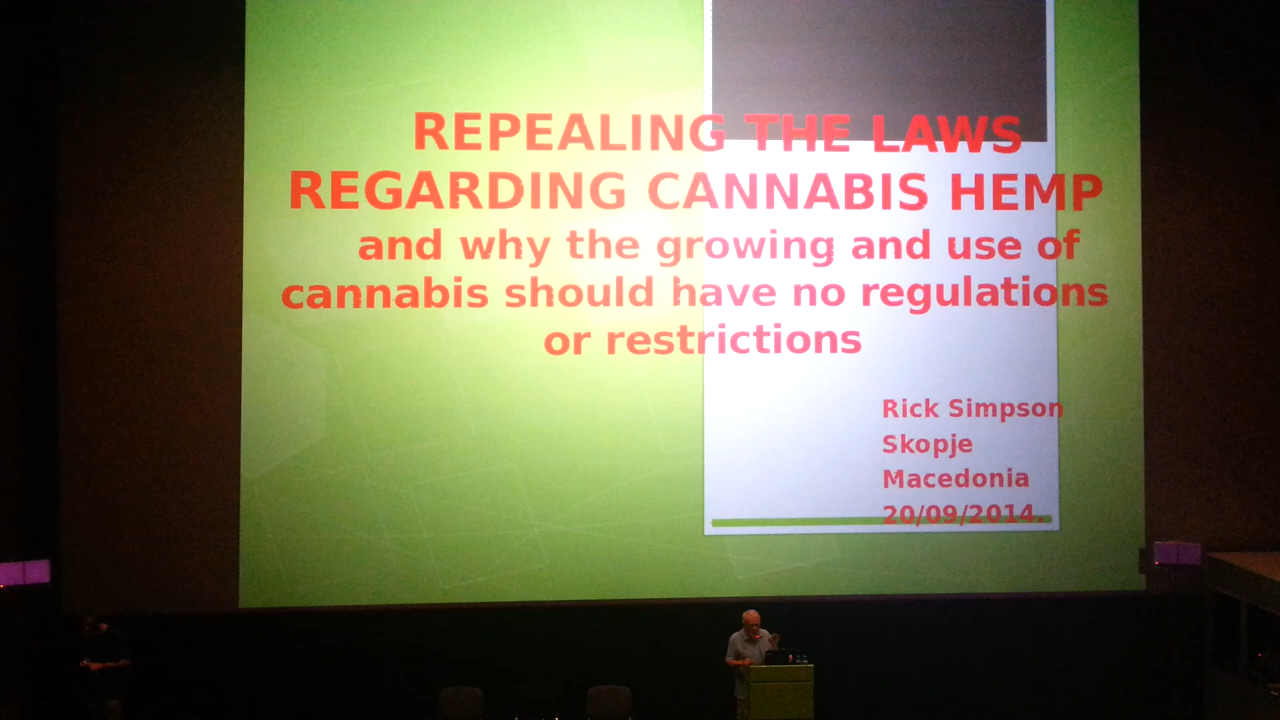 REPEALING THE LAWS
REGARDING CANNABIS HEMP
and why the growing and use of
cannabis should have no regulations
or restrictions
Rick Simpson
Skopje
Macedonia
20/09/2014.